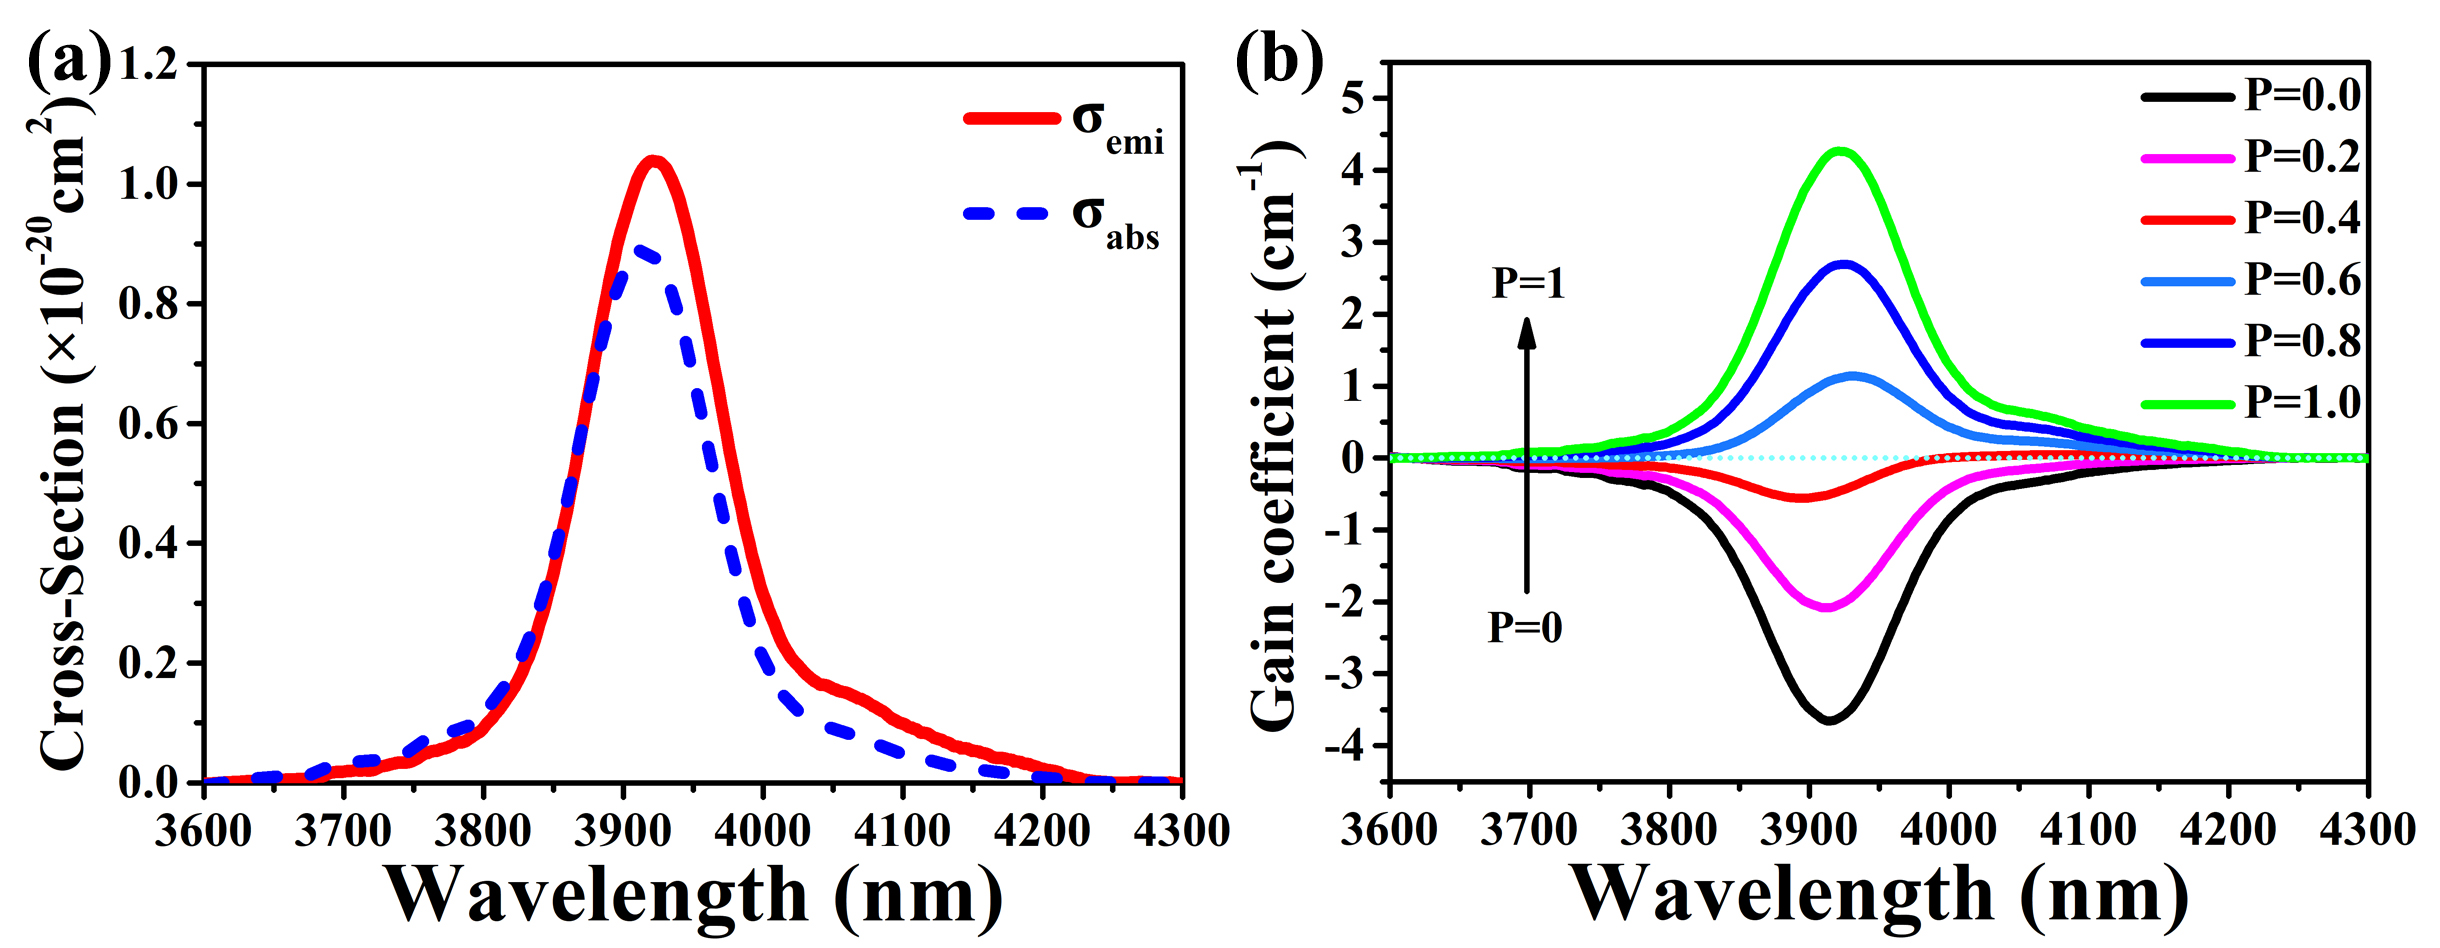 (a)
Cross-Section (×10⁻²⁰cm²)
1.2
1.0
0.8
0.6
0.4
0.2
0.0
σemi
σabs
3600 3700 3800 3900 4000 4100 4200 4300
Wavelength (nm)
(b)
Gain coefficient (cm⁻¹)
5
4
3
2
1
0
-1
-2
-3
-4
P=1
P=0
P=0.0
P=0.2
P=0.4
P=0.6
P=0.8
P=1.0
3600 3700 3800 3900 4000 4100 4200 4300
Wavelength (nm)